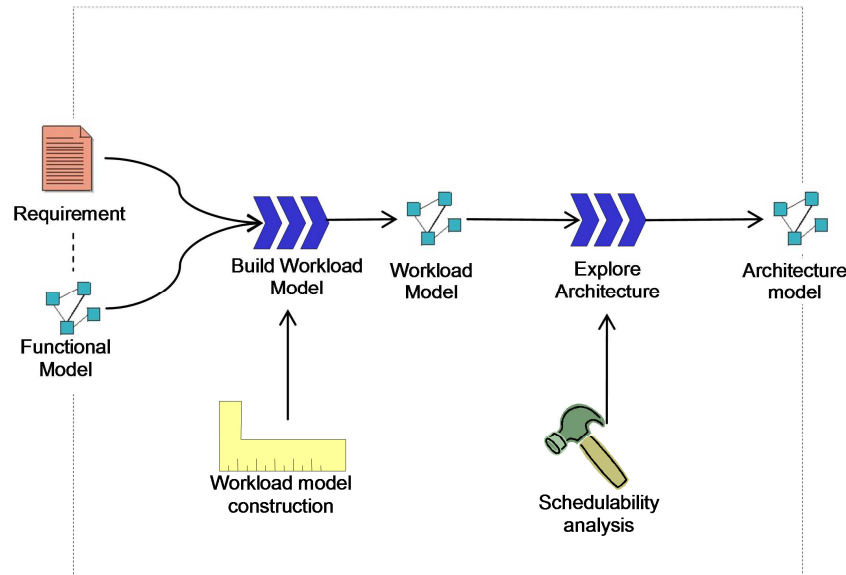 Requirement
Functional
Model
Build Workload
Model
Workload
Model
Explore
Architecture
Architecture
model
Workload model
construction
Schedulability
analysis